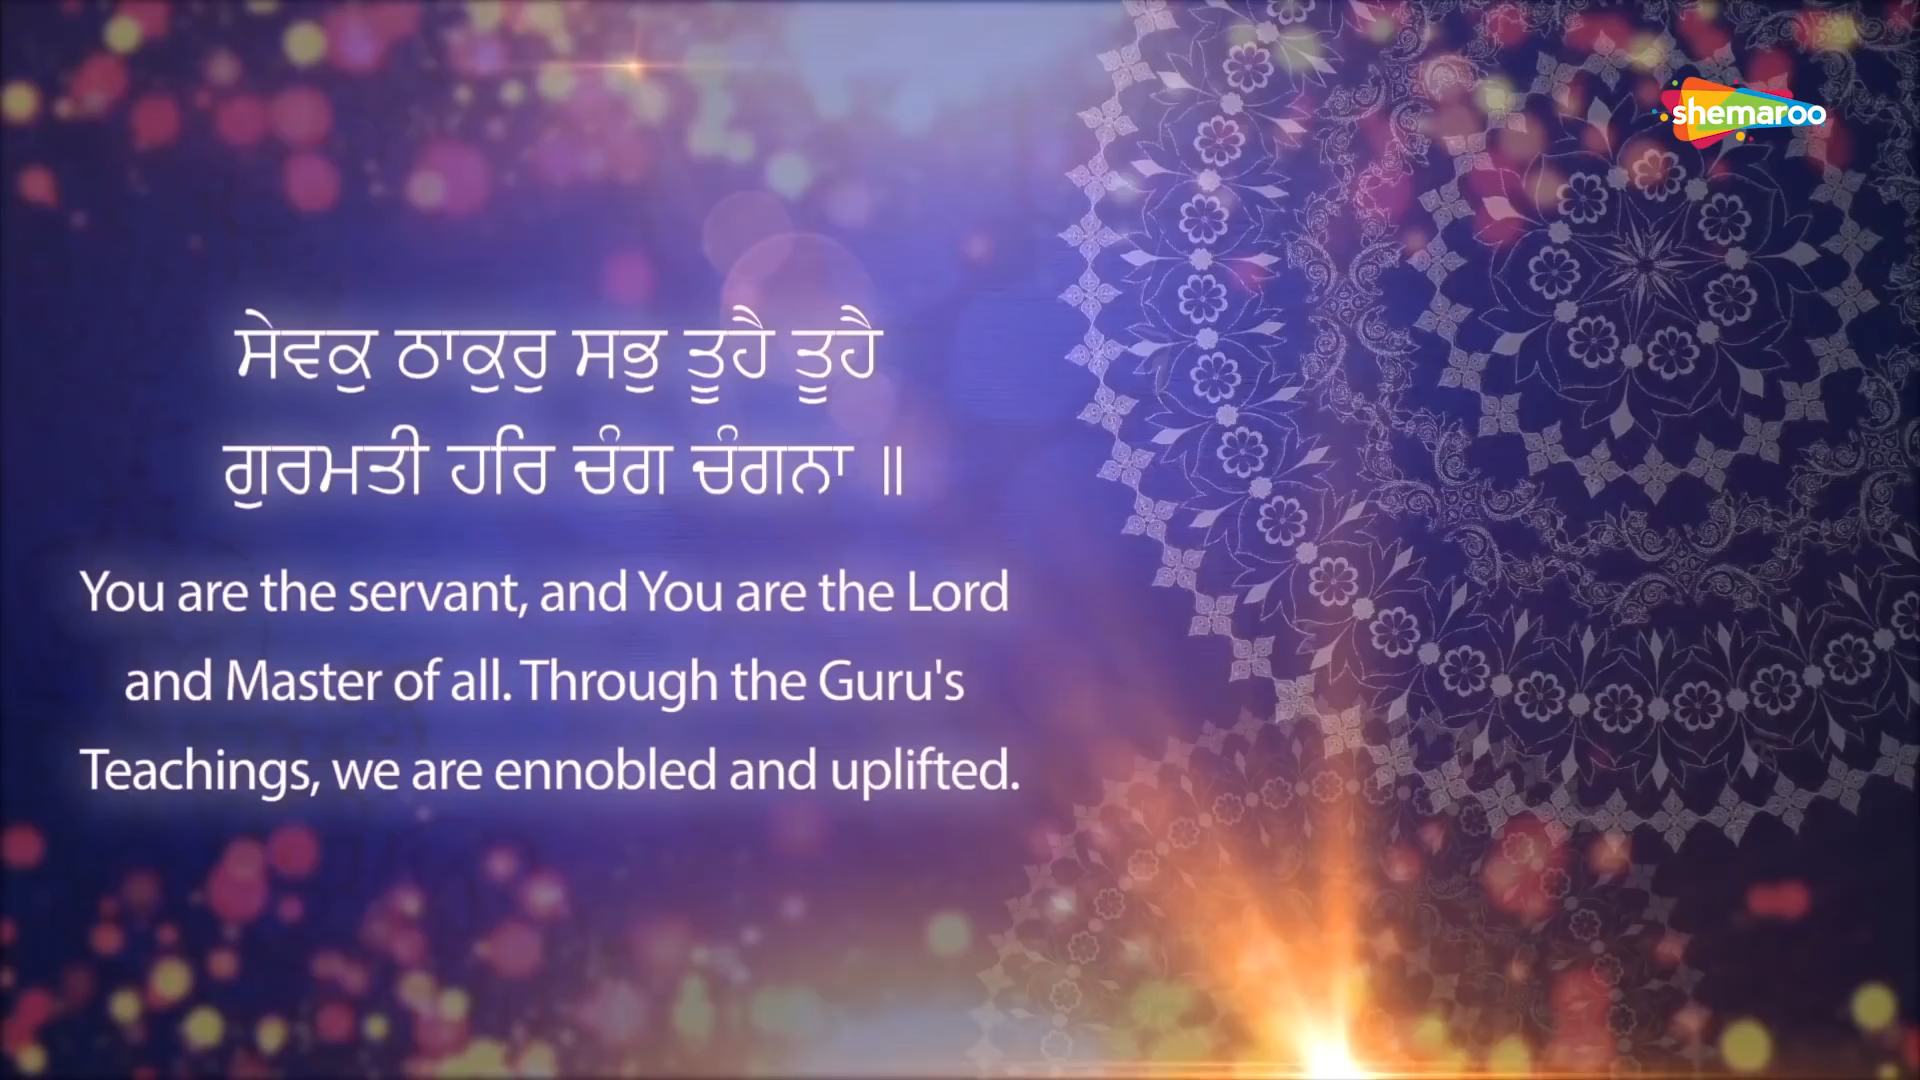 shemaroo
ਸੇਵਕੁ ਠਾਕੁਰੁ ਸਭੁ ਤੂਹੈ ਤੂਹੈ
ਗੁਰਮਤੀ ਹਰਿ ਚੰਗ ਚੰਗਨਾ ॥
You are the servant, and You are the Lord
and Master of all. Through the Guru's
Teachings, we are ennobled and uplifted.